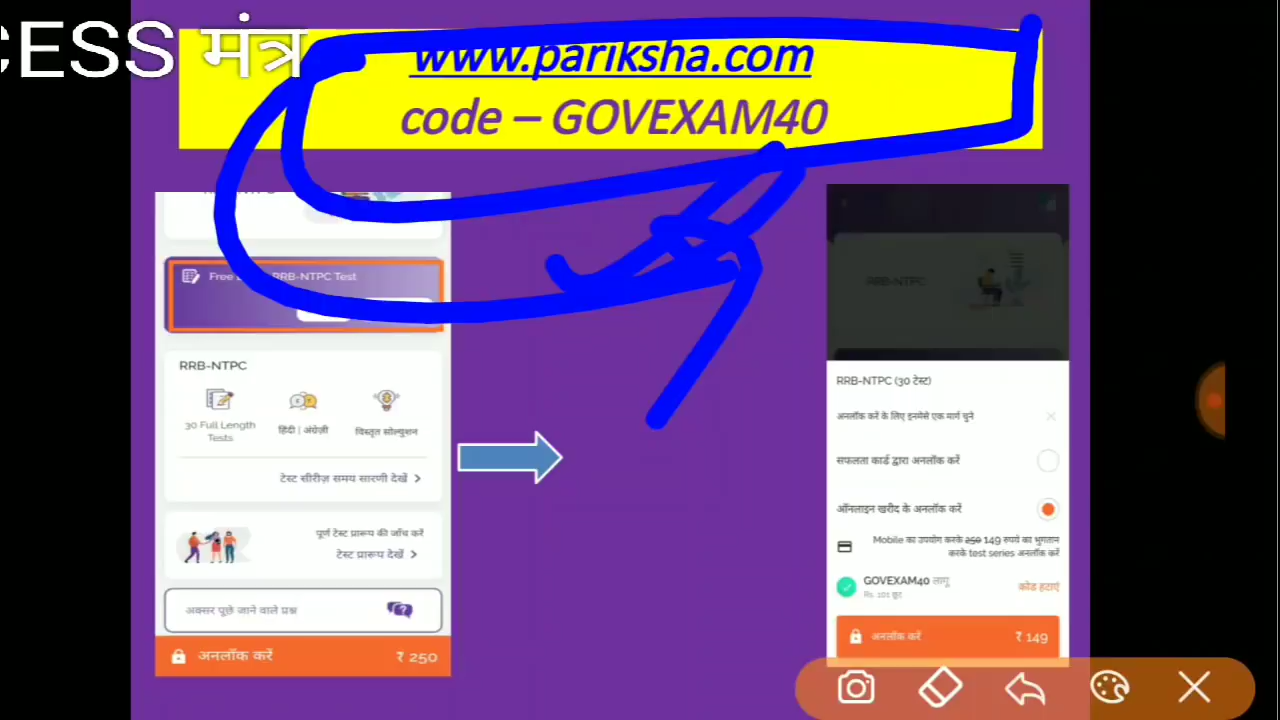 CESS मंत्र
www.pariksha.com
code – GOVEXAM40
Free
RRB-NTPC Test
RRB-NTPC
30 Full Length
Tests
हिंदी | अंग्रेज़ी
विस्तृत सोल्युशन
टेस्ट सीरीज़ समय सारणी देखें
पूर्ण टेस्ट प्रारूप की जाँच करें
टेस्ट प्रारूप देखें
अक्सर पूछे जाने वाले प्रश्न
अनलॉक करें ₹ 250
RRB-NTPC
RRB-NTPC (30 टेस्ट)
अनलॉक करें के लिए इनमेसे एक मार्ग चुने
सफलता कार्ड द्वारा अनलॉक करें
ऑनलाइन खरीद के अनलॉक करें
Mobile का उपयोग करके 250 149 रुपये का भुगतान
करके test series अनलॉक करें
GOVEXAM40 लागू
कोड हटाएं
Rs. 101 छूट
अनलॉक करें ₹ 149